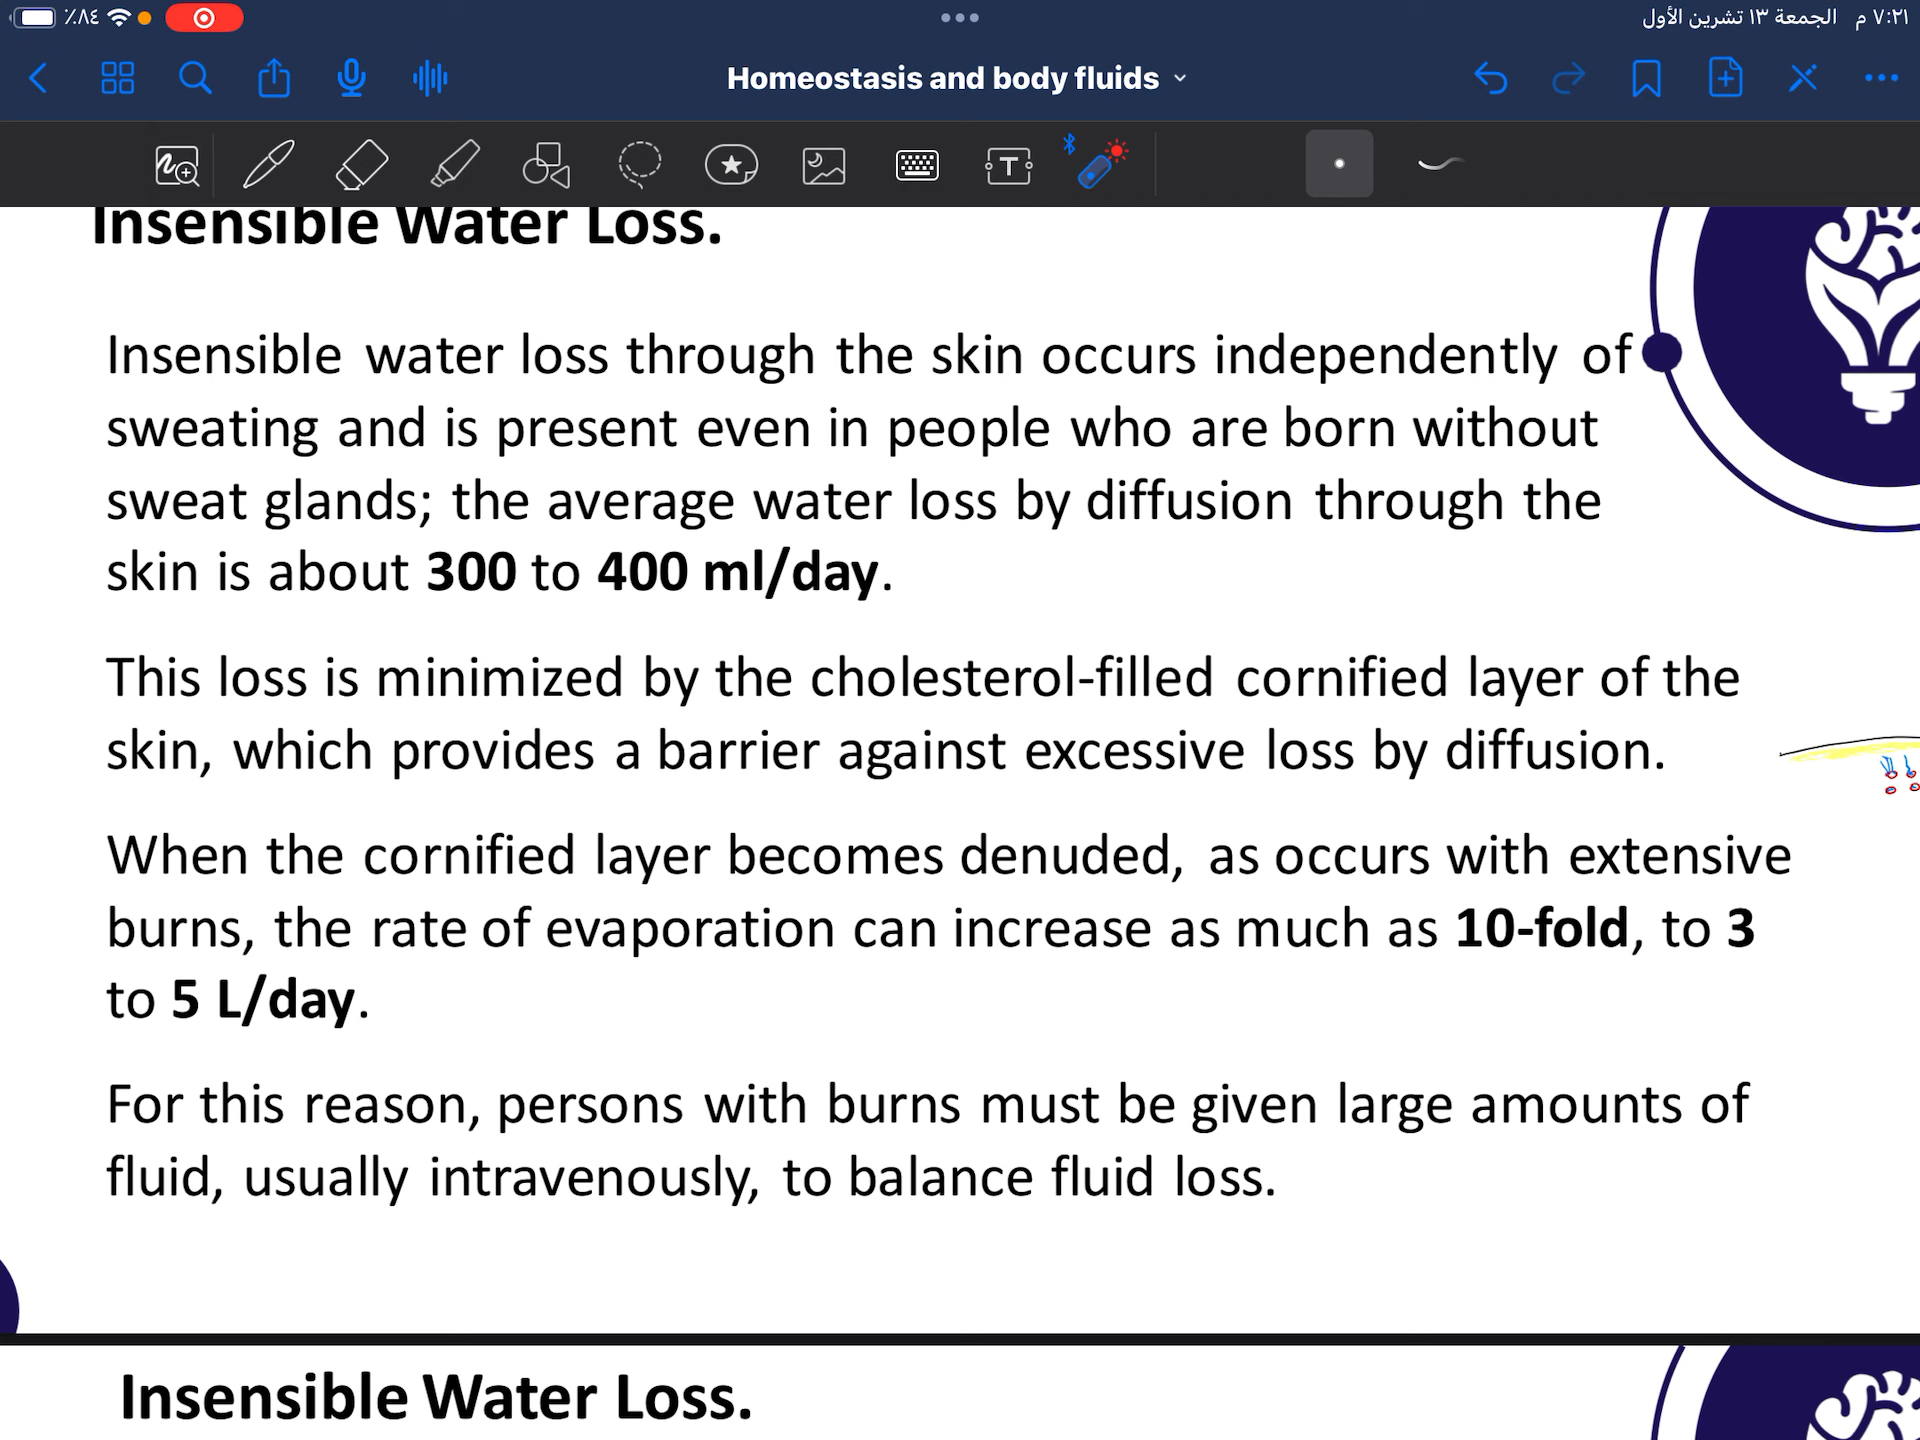 ٪٨٤
الجمعة ١٣ تشرين الأول ٧:٢١ م
Homeostasis and body fluids
T
Insensible Water Loss.
Insensible water loss through the skin occurs independently of
sweating and is present even in people who are born without
sweat glands; the average water loss by diffusion through the
skin is about 300 to 400 ml/day.
This loss is minimized by the cholesterol-filled cornified layer of the
skin, which provides a barrier against excessive loss by diffusion.
When the cornified layer becomes denuded, as occurs with extensive
burns, the rate of evaporation can increase as much as 10-fold, to 3
to 5 L/day.
For this reason, persons with burns must be given large amounts of
fluid, usually intravenously, to balance fluid loss.
Insensible Water Loss.